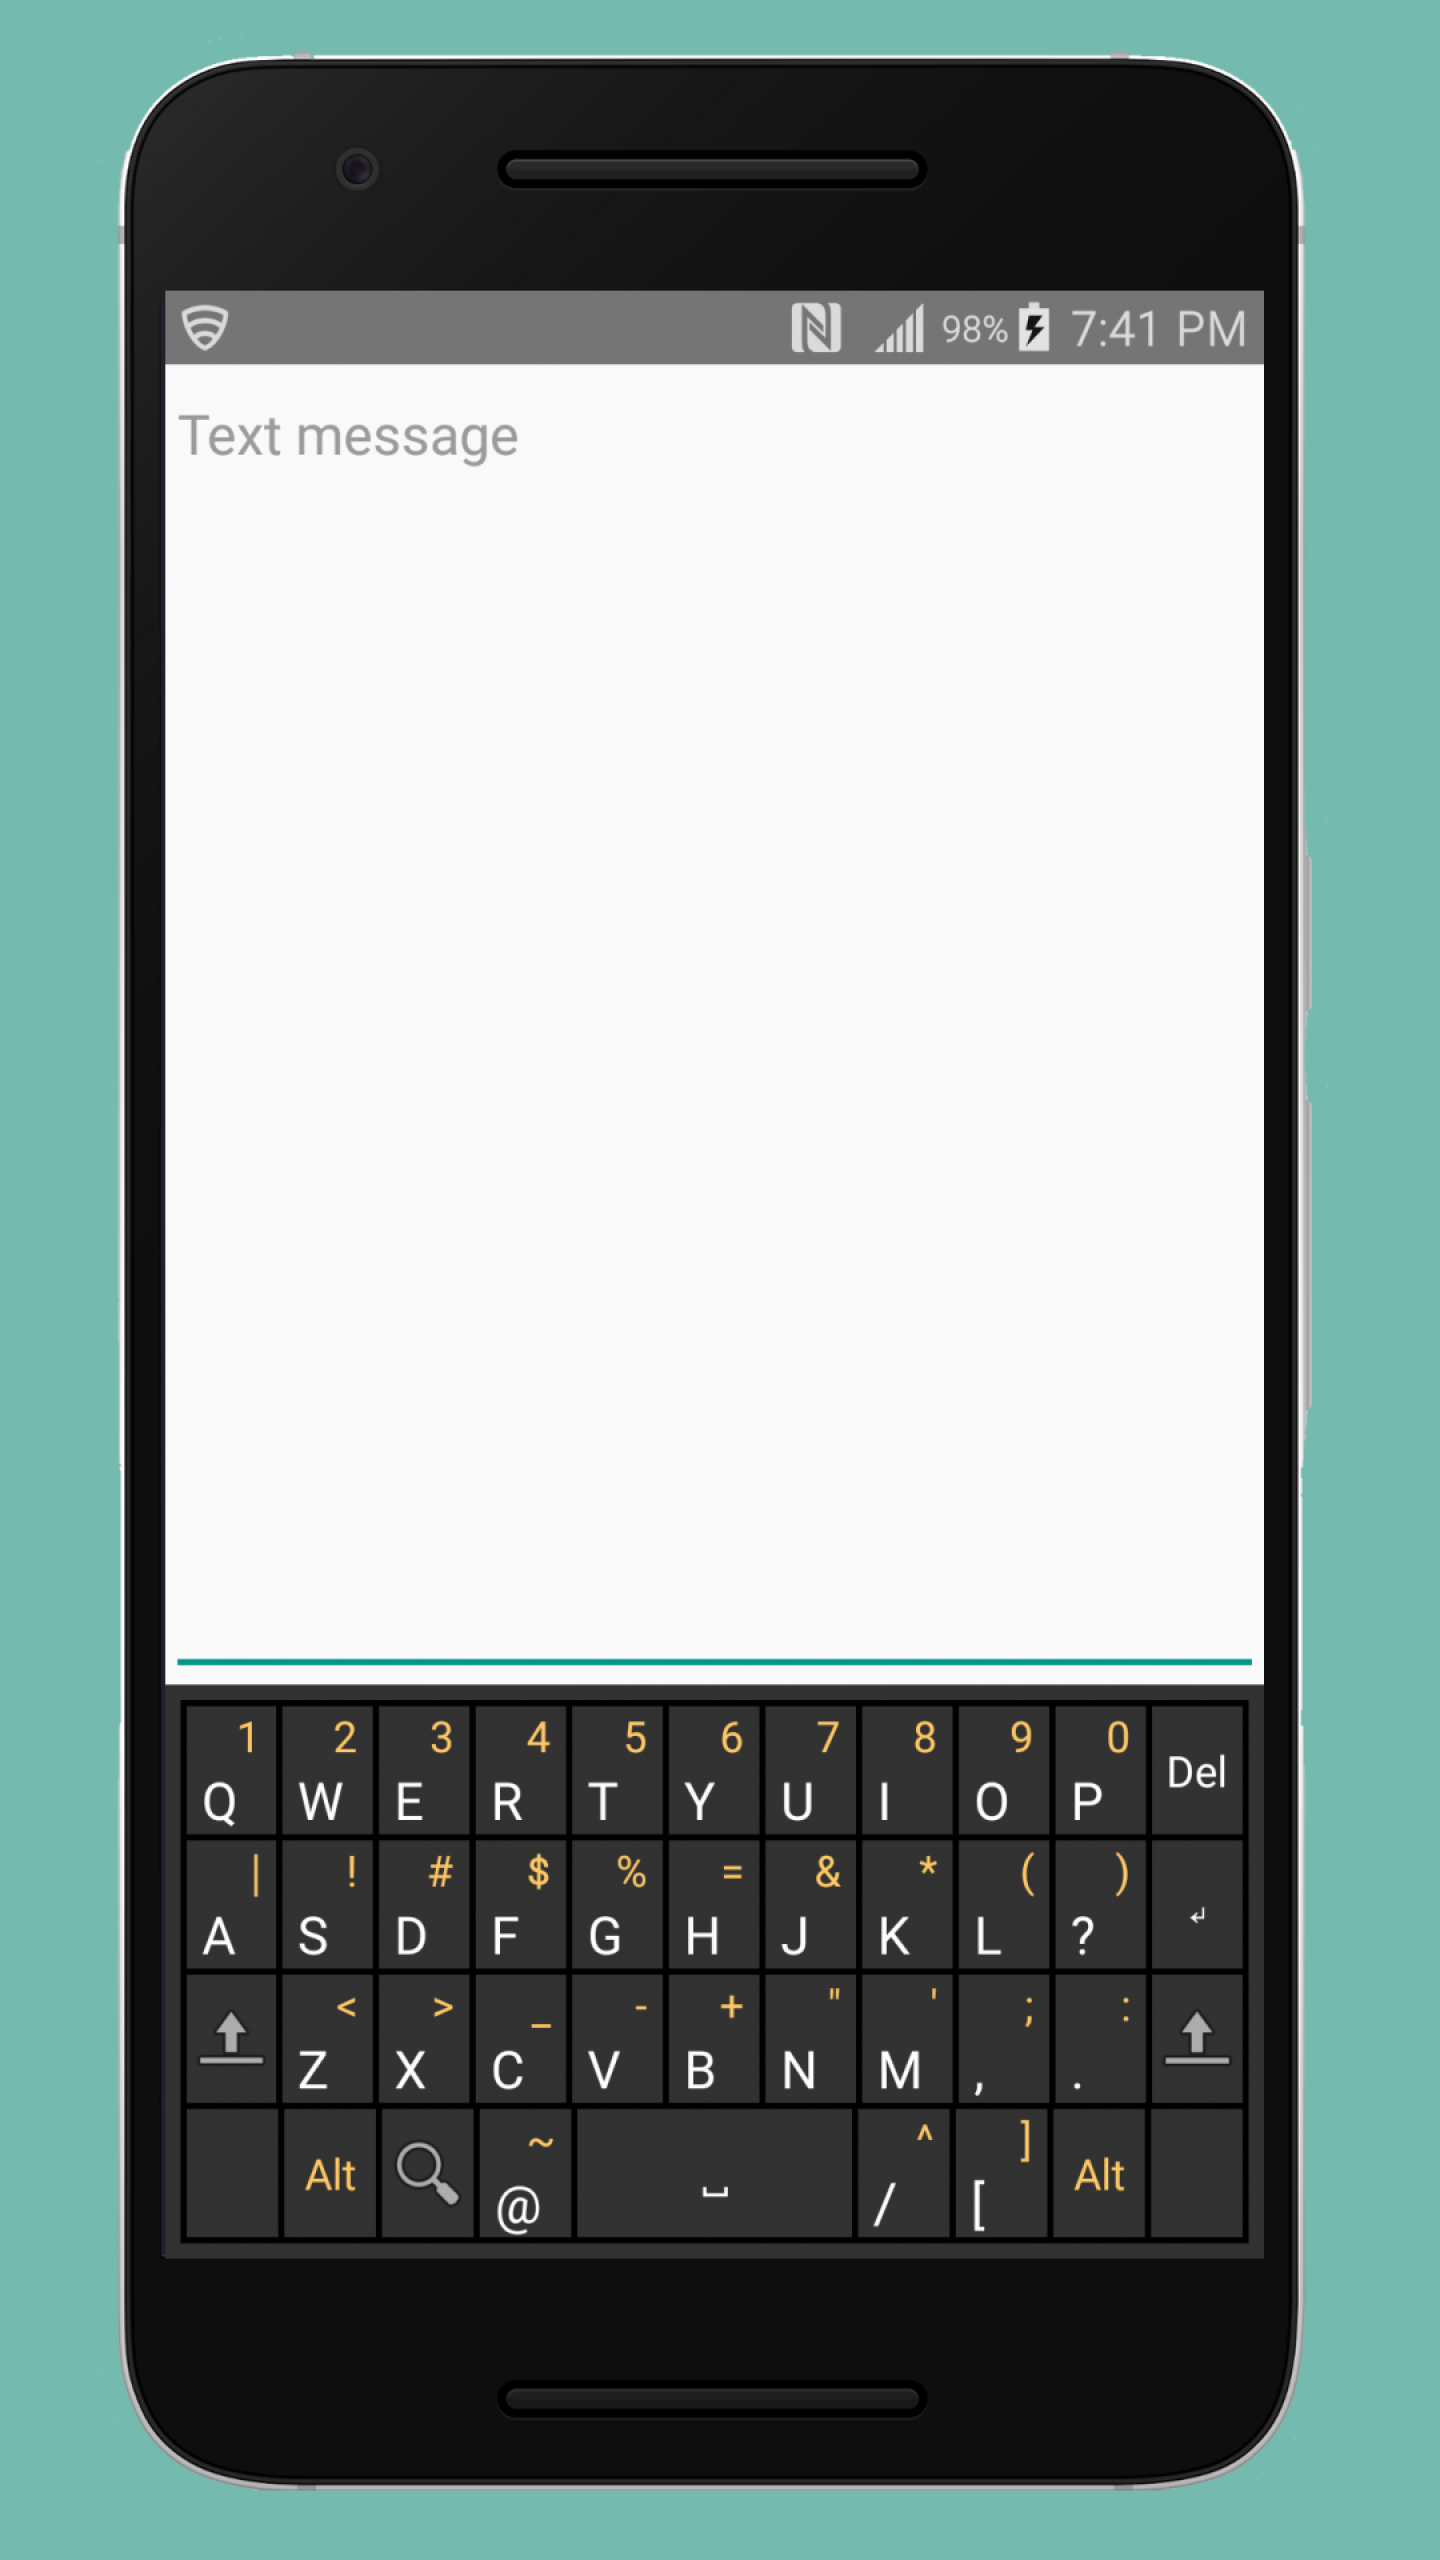 98% 7:41 PM
Text message
1 2 3 4 5 6 7 8 9 0
Q W E R T Y U I O P Del
| ! # $ % = & * ( )
A S D F G H J K L ? ↵
< > _ - + " ' ; :
Z X C V B N M , .
~ ^ ]
Alt @ ⎵ / [ Alt